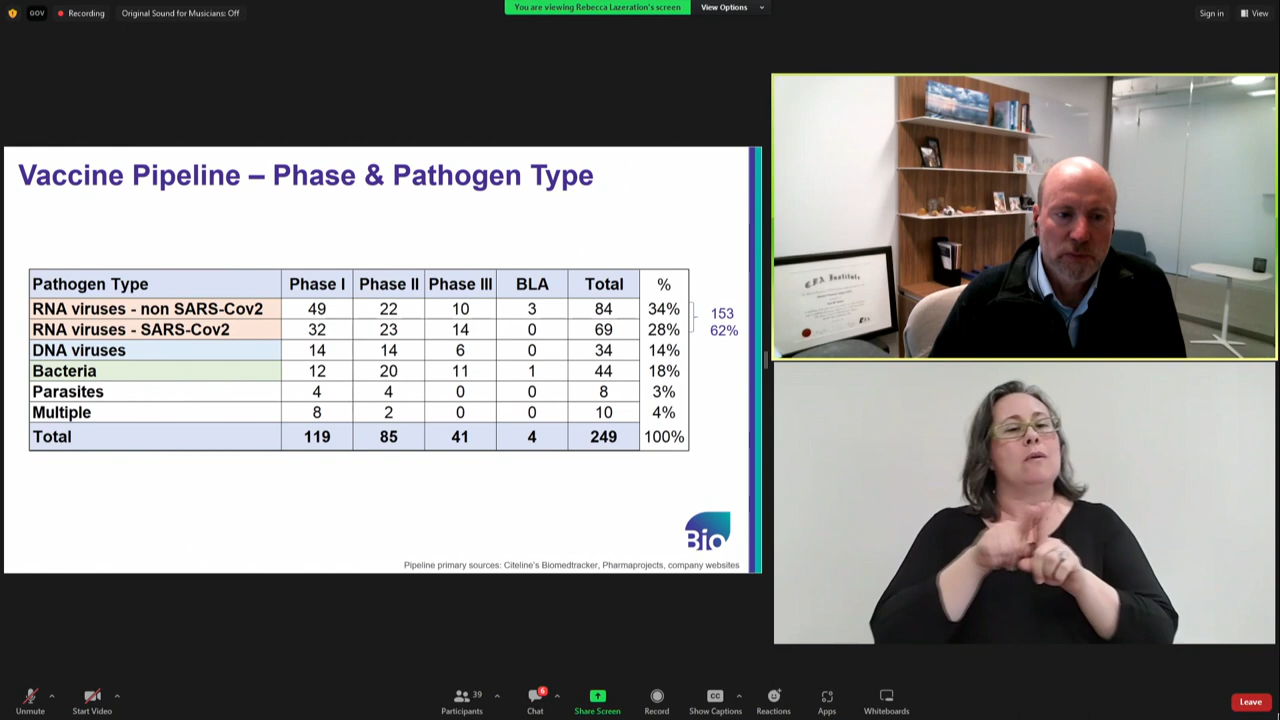 GOV Recording Original Sound for Musicians: Off
You are viewing Rebecca Lazeration's screen View Options
Sign in View
Vaccine Pipeline – Phase & Pathogen Type
Pathogen Type Phase I Phase II Phase III BLA Total %
RNA viruses - non SARS-Cov2 49 22 10 3 84 34%
RNA viruses - SARS-Cov2 32 23 14 0 69 28%
153
62%
DNA viruses 14 14 6 0 34 14%
Bacteria 12 20 11 1 44 18%
Parasites 4 4 0 0 8 3%
Multiple 8 2 0 0 10 4%
Total 119 85 41 4 249 100%
Bio
Pipeline primary sources: Citeline's Biomedtracker, Pharmaprojects, company websites
CFA Institute
Unmute Start Video 39 Participants 6 Chat Share Screen Record CC Show Captions Reactions Apps Whiteboards Leave